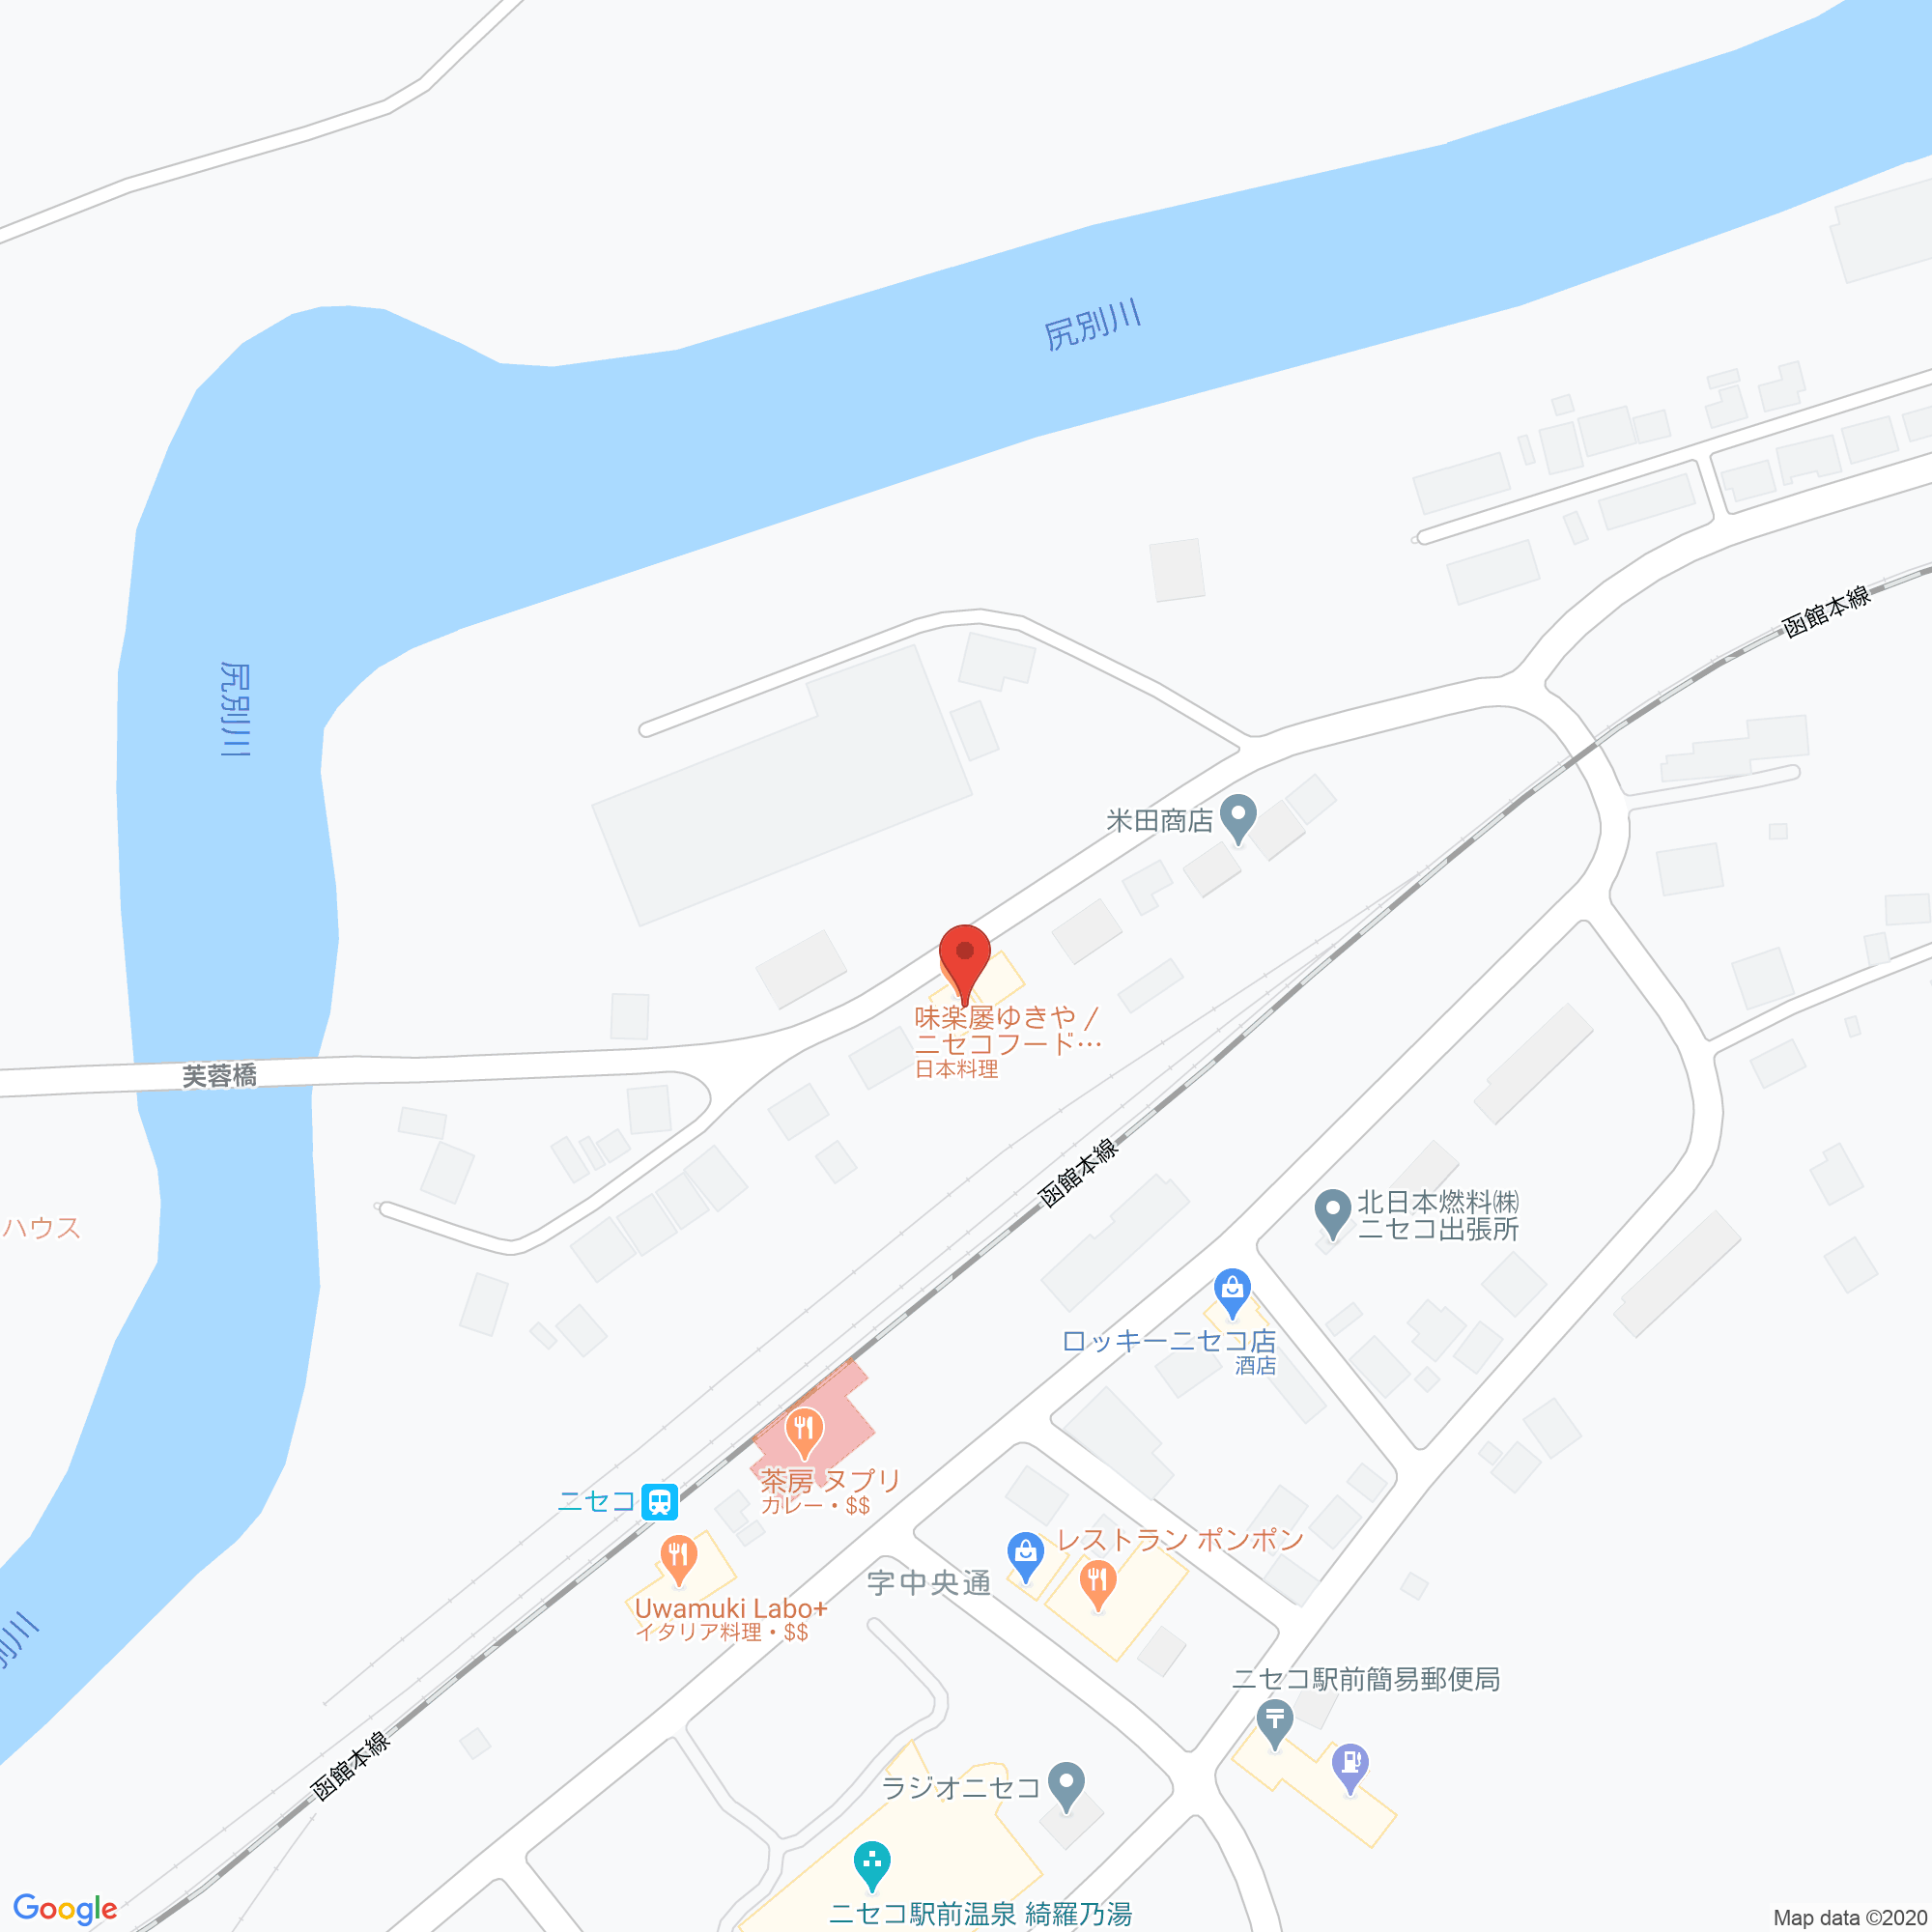 尻別川
函館本線
尻別川
米田商店
味楽屡ゆきや /
ニセコフード…
日本料理
芙蓉橋
函館本線
ハウス
北日本燃料㈱
ニセコ出張所
ロッキーニセコ店
酒店
茶房 ヌプリ
カレー・$$
ニセコ
レストラン ポンポン
字中央通
Uwamuki Labo+
イタリア料理・$$
別川
ニセコ駅前簡易郵便局
函館本線
ラジオニセコ
ニセコ駅前温泉 綺羅乃湯
Google
Map data ©2020